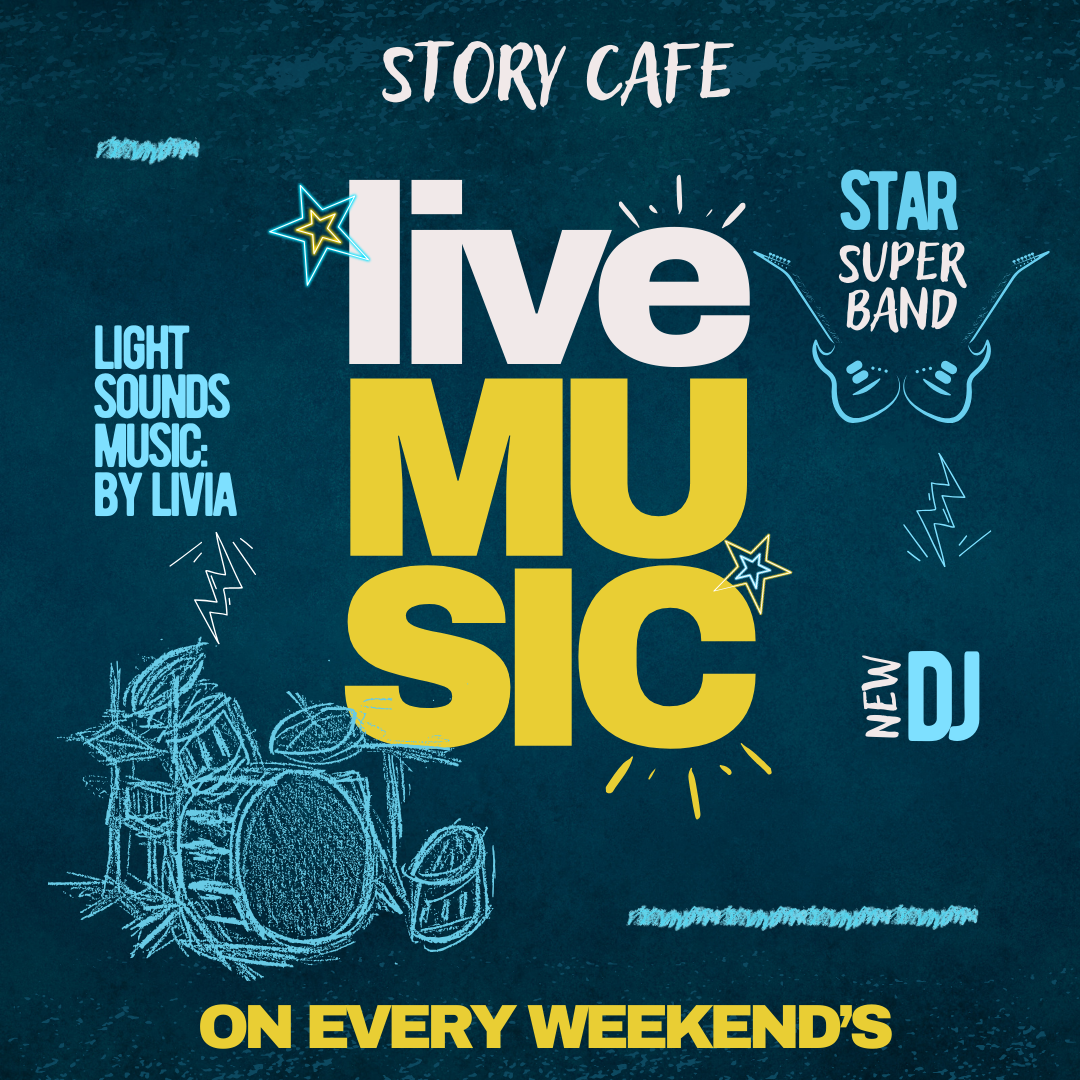 STORY CAFE
live
MU
SIC
STAR
SUPER
BAND
LIGHT
SOUNDS
MUSIC:
BY LIVIA
NEW DJ
ON EVERY WEEKEND'S